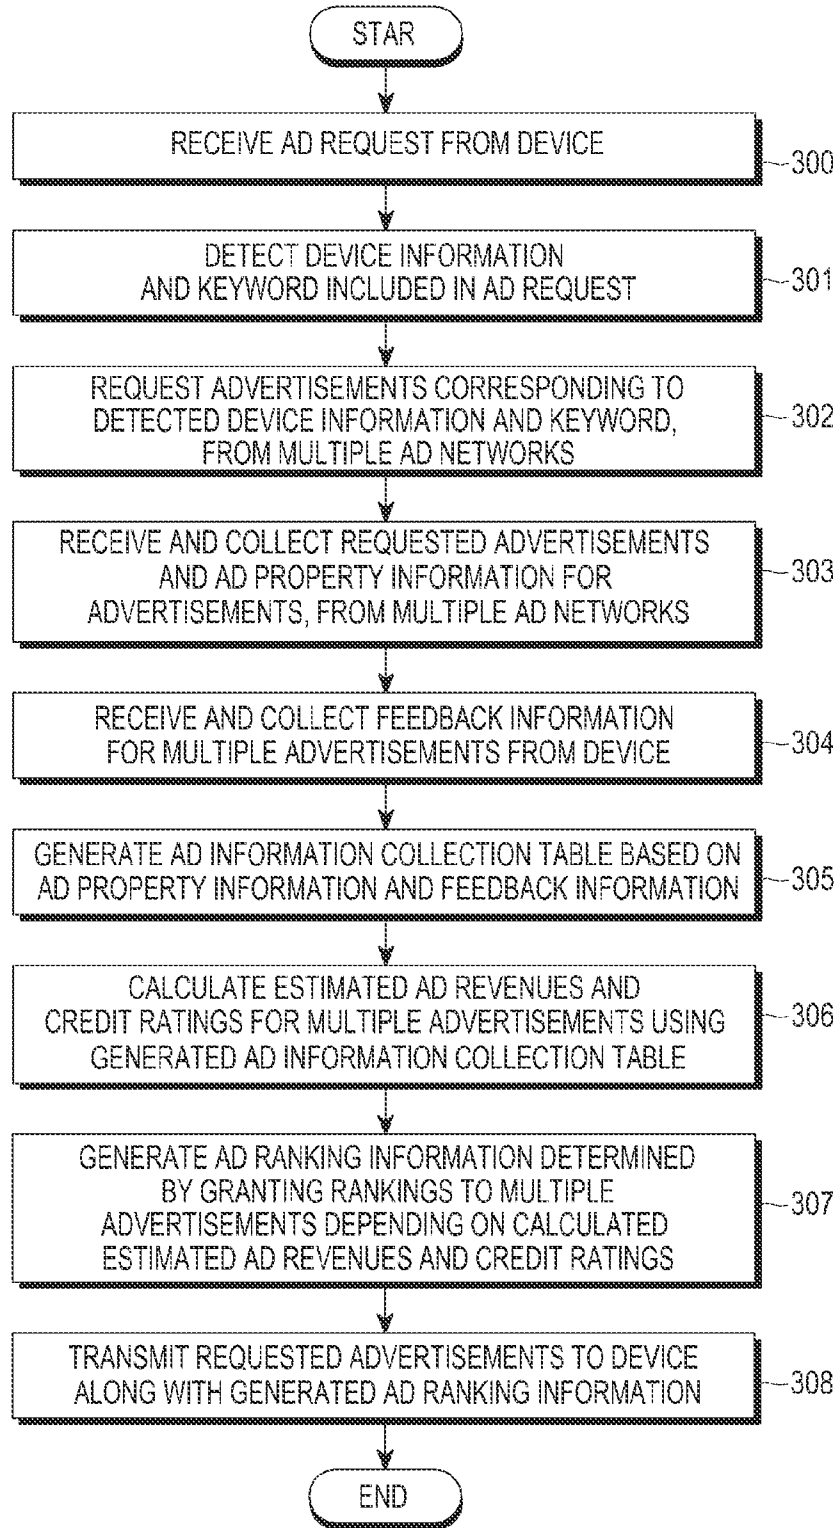 STAR
RECEIVE AD REQUEST FROM DEVICE
300
DETECT DEVICE INFORMATION
AND KEYWORD INCLUDED IN AD REQUEST
301
REQUEST ADVERTISEMENTS CORRESPONDING TO
DETECTED DEVICE INFORMATION AND KEYWORD,
FROM MULTIPLE AD NETWORKS
302
RECEIVE AND COLLECT REQUESTED ADVERTISEMENTS
AND AD PROPERTY INFORMATION FOR
ADVERTISEMENTS, FROM MULTIPLE AD NETWORKS
303
RECEIVE AND COLLECT FEEDBACK INFORMATION
FOR MULTIPLE ADVERTISEMENTS FROM DEVICE
304
GENERATE AD INFORMATION COLLECTION TABLE BASED ON
AD PROPERTY INFORMATION AND FEEDBACK INFORMATION
305
CALCULATE ESTIMATED AD REVENUES AND
CREDIT RATINGS FOR MULTIPLE ADVERTISEMENTS USING
GENERATED AD INFORMATION COLLECTION TABLE
306
GENERATE AD RANKING INFORMATION DETERMINED
BY GRANTING RANKINGS TO MULTIPLE
ADVERTISEMENTS DEPENDING ON CALCULATED
ESTIMATED AD REVENUES AND CREDIT RATINGS
307
TRANSMIT REQUESTED ADVERTISEMENTS TO DEVICE
ALONG WITH GENERATED AD RANKING INFORMATION
308
END